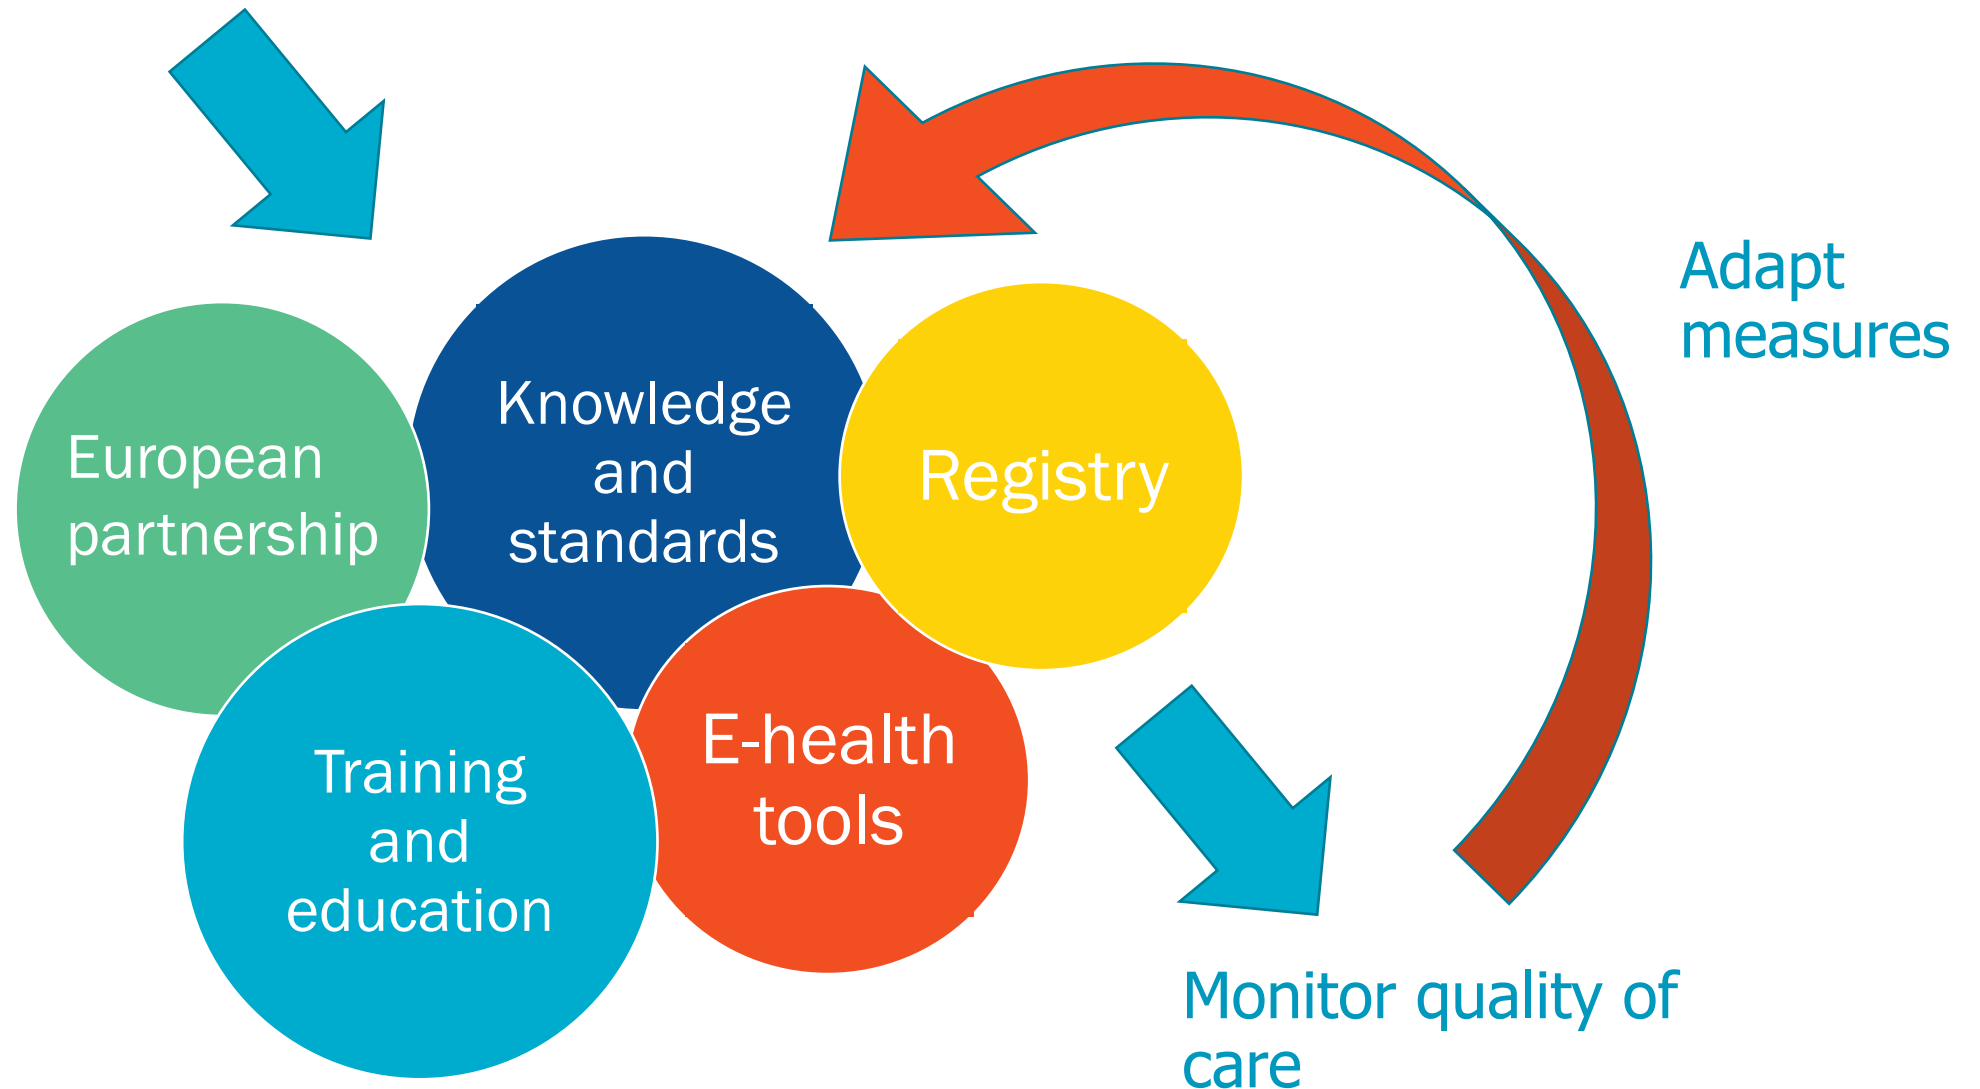 European
partnership
Knowledge
and
standards
Registry
Training
and
education
E-health
tools
Adapt
measures
Monitor quality of
care